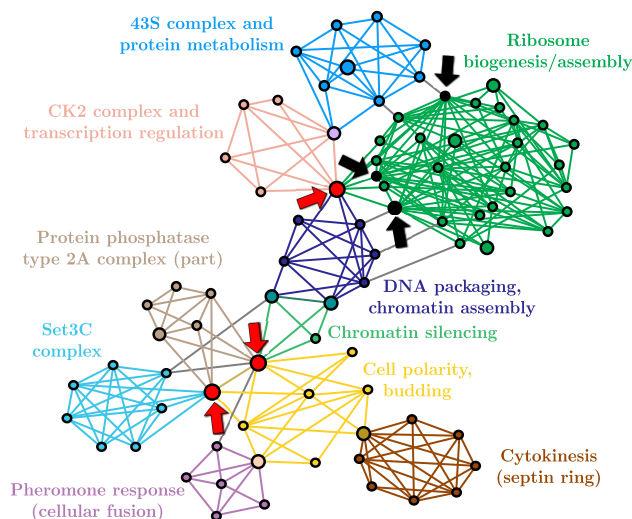 43S complex and
protein metabolism
Ribosome
biogenesis/assembly
CK2 complex and
transcription regulation
Protein phosphatase
type 2A complex (part)
DNA packaging,
chromatin assembly
Set3C
complex
Chromatin silencing
Cell polarity,
budding
Cytokinesis
(septin ring)
Pheromone response
(cellular fusion)